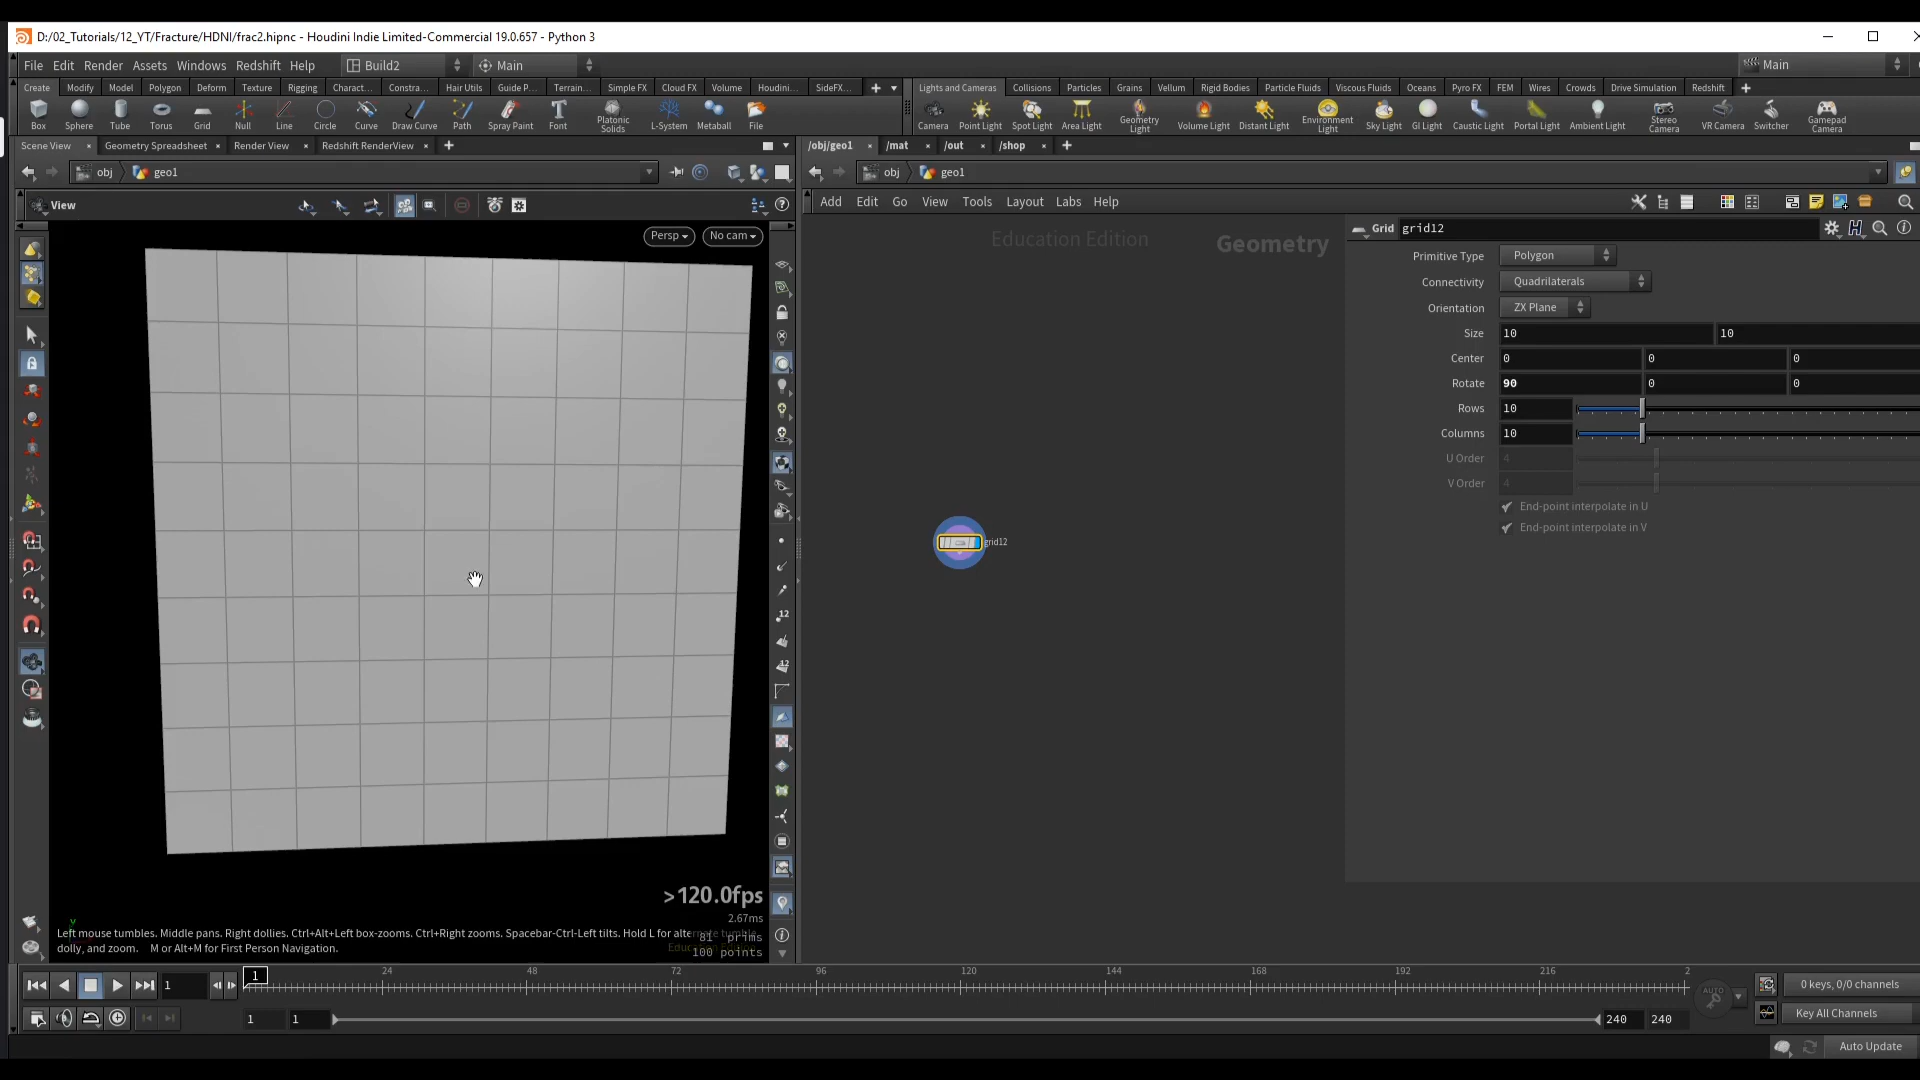 D:/02_Tutorials/12_YT/Fracture/HDNI/frac2.hipnc - Houdini Indie Limited-Commercial 19.0.657 - Python 3
File Edit Render Assets Windows Redshift Help Build2 Main Main
Create Modify Model Polygon Deform Texture Rigging Charact... Constra... Hair Utils Guide P... Terrain... Simple FX Cloud FX Volume Houdini... SideFX...
Lights and Cameras Collisions Particles Grains Vellum Rigid Bodies Particle Fluids Viscous Fluids Oceans Pyro FX FEM Wires Crowds Drive Simulation Redshift
Box Sphere Tube Torus Grid Null Line Circle Curve Draw Curve Path Spray Paint Font Platonic Solids L-System Metaball File
Camera Point Light Spot Light Area Light Geometry Light Volume Light Distant Light Environment Light Sky Light GI Light Caustic Light Portal Light Ambient Light Stereo Camera VR Camera Switcher Gamepad Camera
Scene View Geometry Spreadsheet Render View Redshift RenderView
/obj/geo1 /mat /out /shop
obj geo1
obj geo1
View
Add Edit Go View Tools Layout Labs Help
Persp No cam
Education Edition Geometry
Grid grid12
Primitive Type Polygon
Connectivity Quadrilaterals
Orientation ZX Plane
Size 10 10
Center 0 0 0
Rotate 90 0 0
Rows 10
Columns 10
U Order 4
V Order 4
End-point interpolate in U
End-point interpolate in V
grid12
12
12
>120.0fps
2.67ms
Left mouse tumbles. Middle pans. Right dollies. Ctrl+Alt+Left box-zooms. Ctrl+Right zooms. Spacebar-Ctrl-Left tilts. Hold L for alternate tumble,
dolly, and zoom. M or Alt+M for First Person Navigation.
81 prims
100 points
y
1 1 24 48 72 96 120 144 168 192 216 2
AUTO
0 keys, 0/0 channels
1 1 240 240
Key All Channels
Auto Update